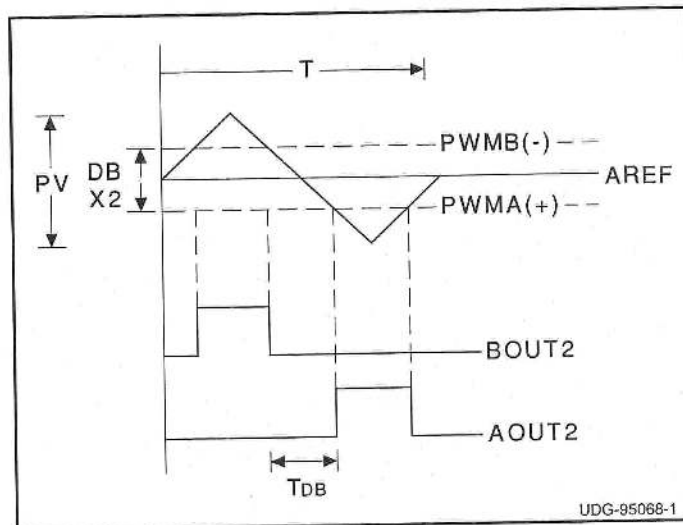 T
PWMB(-)
DB
X2
PV
AREF
PWMA(+)
BOUT2
AOUT2
TDB
UDG-95068-1